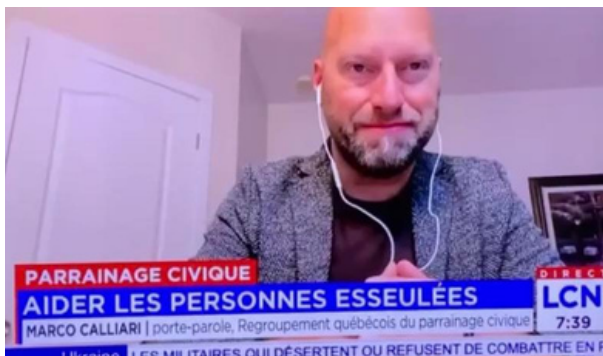 PARRAINAGE CIVIQUE
AIDER LES PERSONNES ESSEULÉES
MARCO CALLIARI | porte-parole, Regroupement québécois du parrainage civique
DIRECT
LCN
7:39
Ukraine LES MILITAIRES QUI DÉSERTENT OU REFUSENT DE COMBATTRE EN